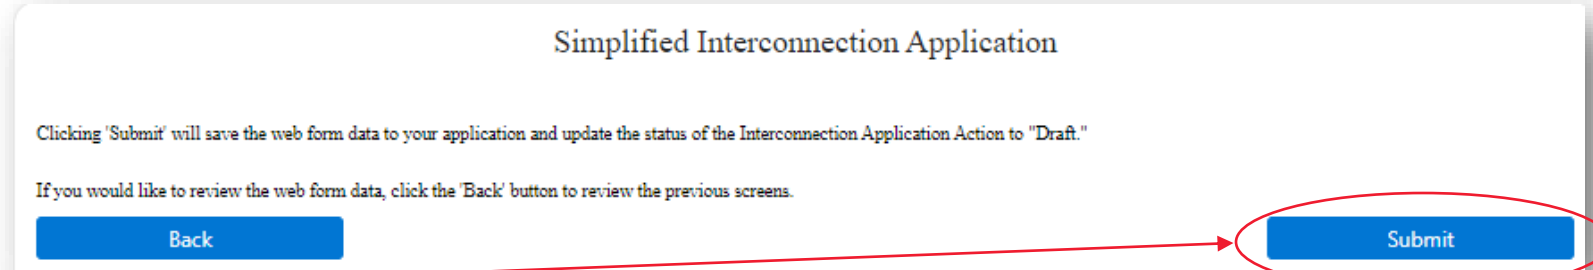 Simplified Interconnection Application
Clicking 'Submit' will save the web form data to your application and update the status of the Interconnection Application Action to "Draft."
If you would like to review the web form data, click the 'Back' button to review the previous screens.
Back
Submit